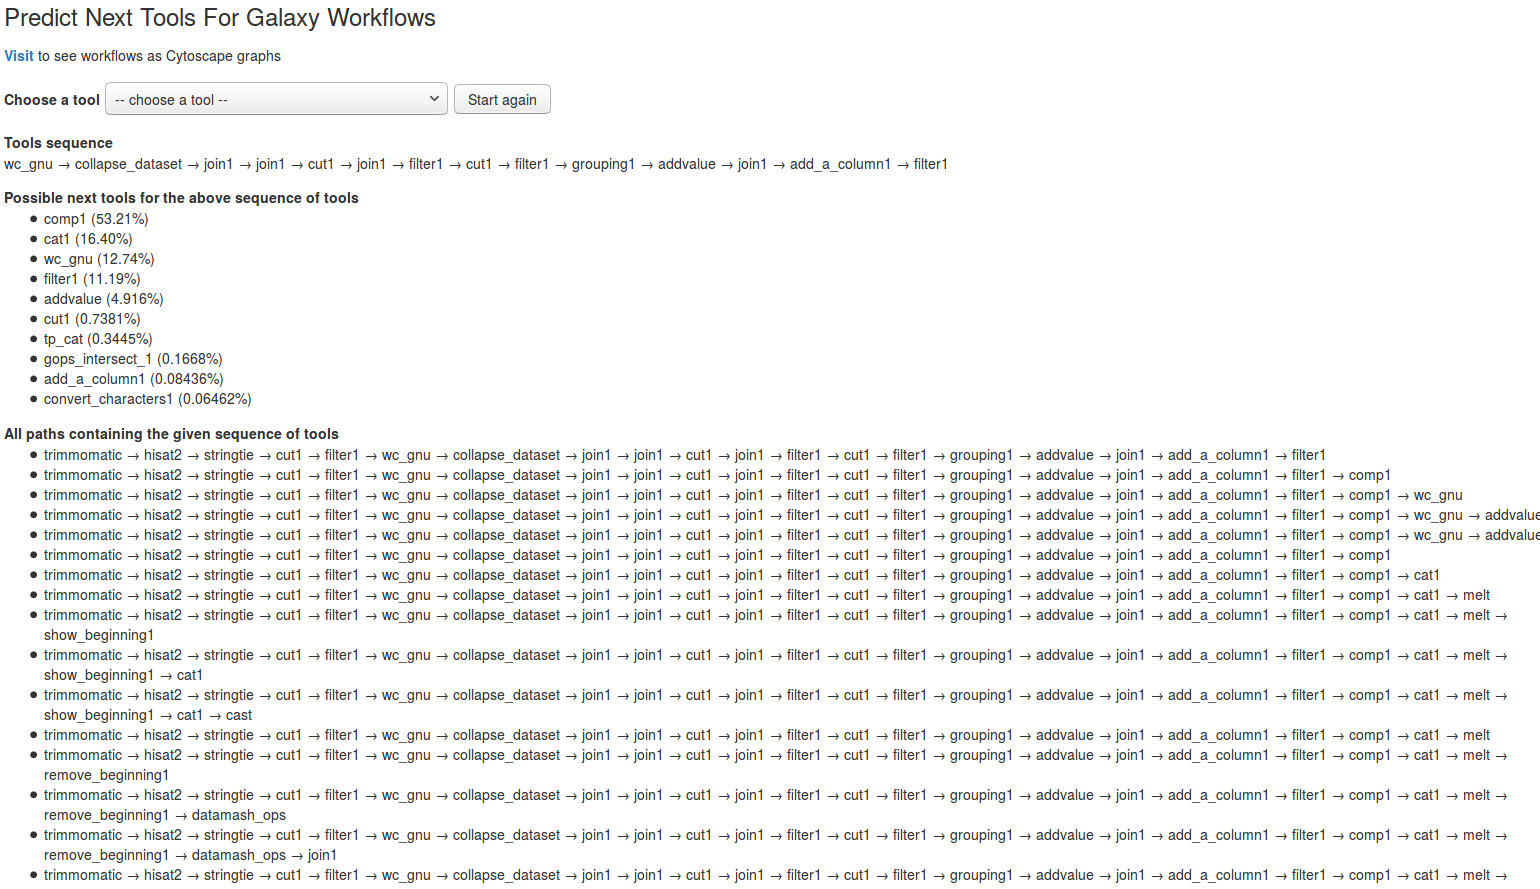 Predict Next Tools For Galaxy Workflows
Visit to see workflows as Cytoscape graphs
Choose a tool -- choose a tool -- Start again
Tools sequence
wc_gnu → collapse_dataset → join1 → join1 → cut1 → join1 → filter1 → cut1 → filter1 → grouping1 → addvalue → join1 → add_a_column1 → filter1
Possible next tools for the above sequence of tools
● comp1 (53.21%)
● cat1 (16.40%)
● wc_gnu (12.74%)
● filter1 (11.19%)
● addvalue (4.916%)
● cut1 (0.7381%)
● tp_cat (0.3445%)
● gops_intersect_1 (0.1668%)
● add_a_column1 (0.08436%)
● convert_characters1 (0.06462%)
All paths containing the given sequence of tools
● trimmomatic → hisat2 → stringtie → cut1 → filter1 → wc_gnu → collapse_dataset → join1 → join1 → cut1 → join1 → filter1 → cut1 → filter1 → grouping1 → addvalue → join1 → add_a_column1 → filter1
● trimmomatic → hisat2 → stringtie → cut1 → filter1 → wc_gnu → collapse_dataset → join1 → join1 → cut1 → join1 → filter1 → cut1 → filter1 → grouping1 → addvalue → join1 → add_a_column1 → filter1 → comp1
● trimmomatic → hisat2 → stringtie → cut1 → filter1 → wc_gnu → collapse_dataset → join1 → join1 → cut1 → join1 → filter1 → cut1 → filter1 → grouping1 → addvalue → join1 → add_a_column1 → filter1 → comp1 → wc_gnu
● trimmomatic → hisat2 → stringtie → cut1 → filter1 → wc_gnu → collapse_dataset → join1 → join1 → cut1 → join1 → filter1 → cut1 → filter1 → grouping1 → addvalue → join1 → add_a_column1 → filter1 → comp1 → wc_gnu → addvalue
● trimmomatic → hisat2 → stringtie → cut1 → filter1 → wc_gnu → collapse_dataset → join1 → join1 → cut1 → join1 → filter1 → cut1 → filter1 → grouping1 → addvalue → join1 → add_a_column1 → filter1 → comp1 → wc_gnu → addvalue
● trimmomatic → hisat2 → stringtie → cut1 → filter1 → wc_gnu → collapse_dataset → join1 → join1 → cut1 → join1 → filter1 → cut1 → filter1 → grouping1 → addvalue → join1 → add_a_column1 → filter1 → comp1
● trimmomatic → hisat2 → stringtie → cut1 → filter1 → wc_gnu → collapse_dataset → join1 → join1 → cut1 → join1 → filter1 → cut1 → filter1 → grouping1 → addvalue → join1 → add_a_column1 → filter1 → comp1 → cat1
● trimmomatic → hisat2 → stringtie → cut1 → filter1 → wc_gnu → collapse_dataset → join1 → join1 → cut1 → join1 → filter1 → cut1 → filter1 → grouping1 → addvalue → join1 → add_a_column1 → filter1 → comp1 → cat1 → melt
● trimmomatic → hisat2 → stringtie → cut1 → filter1 → wc_gnu → collapse_dataset → join1 → join1 → cut1 → join1 → filter1 → cut1 → filter1 → grouping1 → addvalue → join1 → add_a_column1 → filter1 → comp1 → cat1 → melt →
show_beginning1
● trimmomatic → hisat2 → stringtie → cut1 → filter1 → wc_gnu → collapse_dataset → join1 → join1 → cut1 → join1 → filter1 → cut1 → filter1 → grouping1 → addvalue → join1 → add_a_column1 → filter1 → comp1 → cat1 → melt →
show_beginning1 → cat1
● trimmomatic → hisat2 → stringtie → cut1 → filter1 → wc_gnu → collapse_dataset → join1 → join1 → cut1 → join1 → filter1 → cut1 → filter1 → grouping1 → addvalue → join1 → add_a_column1 → filter1 → comp1 → cat1 → melt →
show_beginning1 → cat1 → cast
● trimmomatic → hisat2 → stringtie → cut1 → filter1 → wc_gnu → collapse_dataset → join1 → join1 → cut1 → join1 → filter1 → cut1 → filter1 → grouping1 → addvalue → join1 → add_a_column1 → filter1 → comp1 → cat1 → melt
● trimmomatic → hisat2 → stringtie → cut1 → filter1 → wc_gnu → collapse_dataset → join1 → join1 → cut1 → join1 → filter1 → cut1 → filter1 → grouping1 → addvalue → join1 → add_a_column1 → filter1 → comp1 → cat1 → melt →
remove_beginning1
● trimmomatic → hisat2 → stringtie → cut1 → filter1 → wc_gnu → collapse_dataset → join1 → join1 → cut1 → join1 → filter1 → cut1 → filter1 → grouping1 → addvalue → join1 → add_a_column1 → filter1 → comp1 → cat1 → melt →
remove_beginning1 → datamash_ops
● trimmomatic → hisat2 → stringtie → cut1 → filter1 → wc_gnu → collapse_dataset → join1 → join1 → cut1 → join1 → filter1 → cut1 → filter1 → grouping1 → addvalue → join1 → add_a_column1 → filter1 → comp1 → cat1 → melt →
remove_beginning1 → datamash_ops → join1
● trimmomatic → hisat2 → stringtie → cut1 → filter1 → wc_gnu → collapse_dataset → join1 → join1 → cut1 → join1 → filter1 → cut1 → filter1 → grouping1 → addvalue → join1 → add_a_column1 → filter1 → comp1 → cat1 → melt →